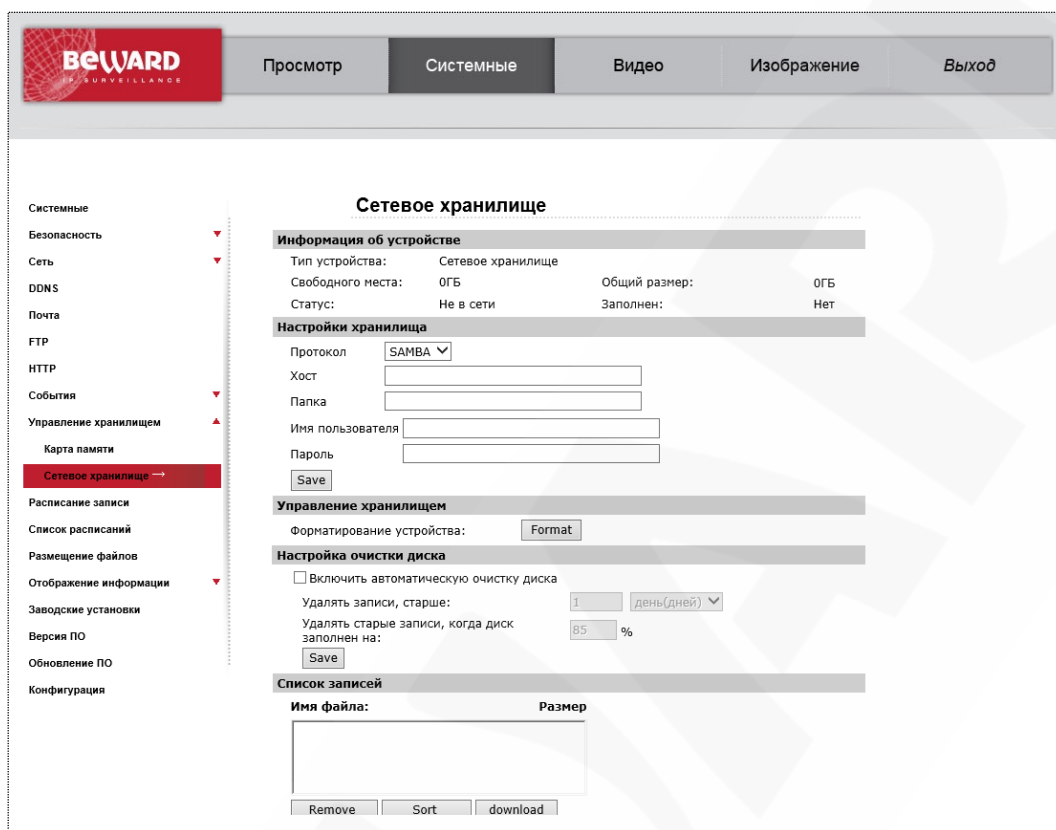 BEWARD
IP SURVEILLANCE
Просмотр
Системные
Видео
Изображение
Выход
Системные
Безопасность
Сеть
DDNS
Почта
FTP
HTTP
События
Управление хранилищем
Карта памяти
Сетевое хранилище →
Расписание записи
Список расписаний
Размещение файлов
Отображение информации
Заводские установки
Версия ПО
Обновление ПО
Конфигурация
Сетевое хранилище
Информация об устройстве
Тип устройства: Сетевое хранилище
Свободного места: 0ГБ Общий размер: 0ГБ
Статус: Не в сети Заполнен: Нет
Настройки хранилища
Протокол SAMBA
Хост
Папка
Имя пользователя
Пароль
Save
Управление хранилищем
Форматирование устройства: Format
Настройка очистки диска
Включить автоматическую очистку диска
Удалять записи, старше: 1 день(дней)
Удалять старые записи, когда диск
заполнен на: 85 %
Save
Список записей
Имя файла: Размер
Remove Sort download